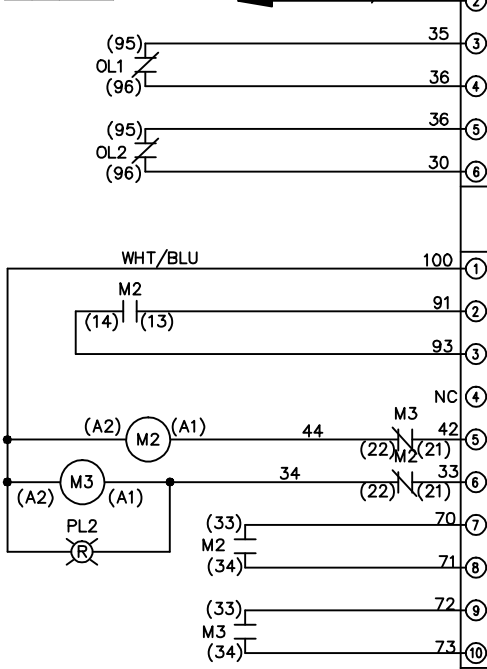 2
(95) 35 3
OL1
(96) 36 4
(95) 36 5
OL2
(96) 30 6
WHT/BLU 100 1
M2 91 2
(14) (13)
93 3
NC 4
M3
(A2) M2 (A1) 44 42 5
(22) (21)
M2
M3 34 33 6
(A2) (A1) (22) (21)
PL2
R
(33) 70 7
M2
(34) 71 8
(33) 72 9
M3
(34) 73 10